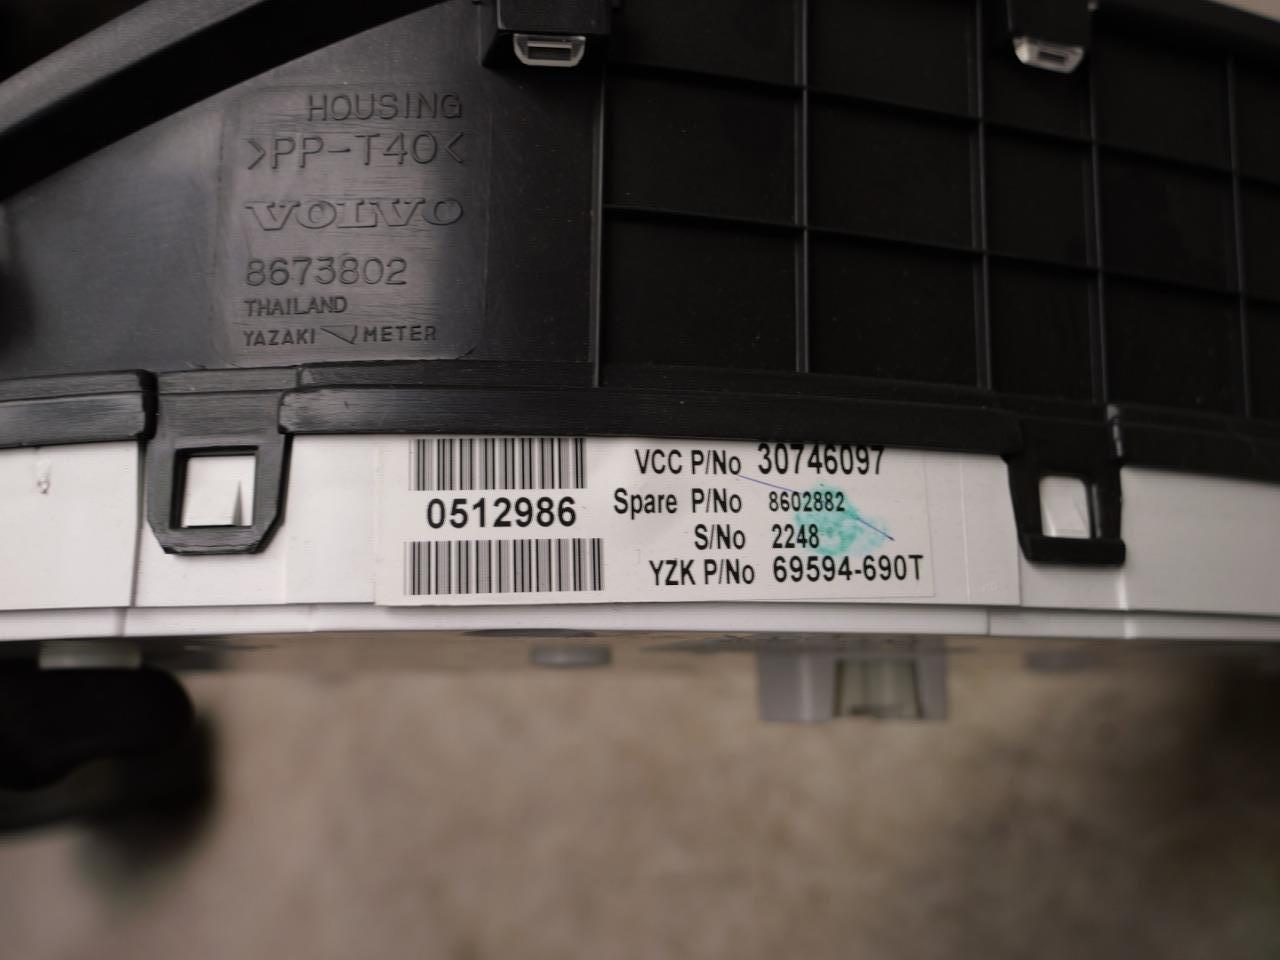 HOUSING
>PP-T40<
VOLVO
8673802
THAILAND
YAZAKI METER
0512986
VCC P/No 30746097
Spare P/No 8602882
S/No 2248
YZK P/No 69594-690T